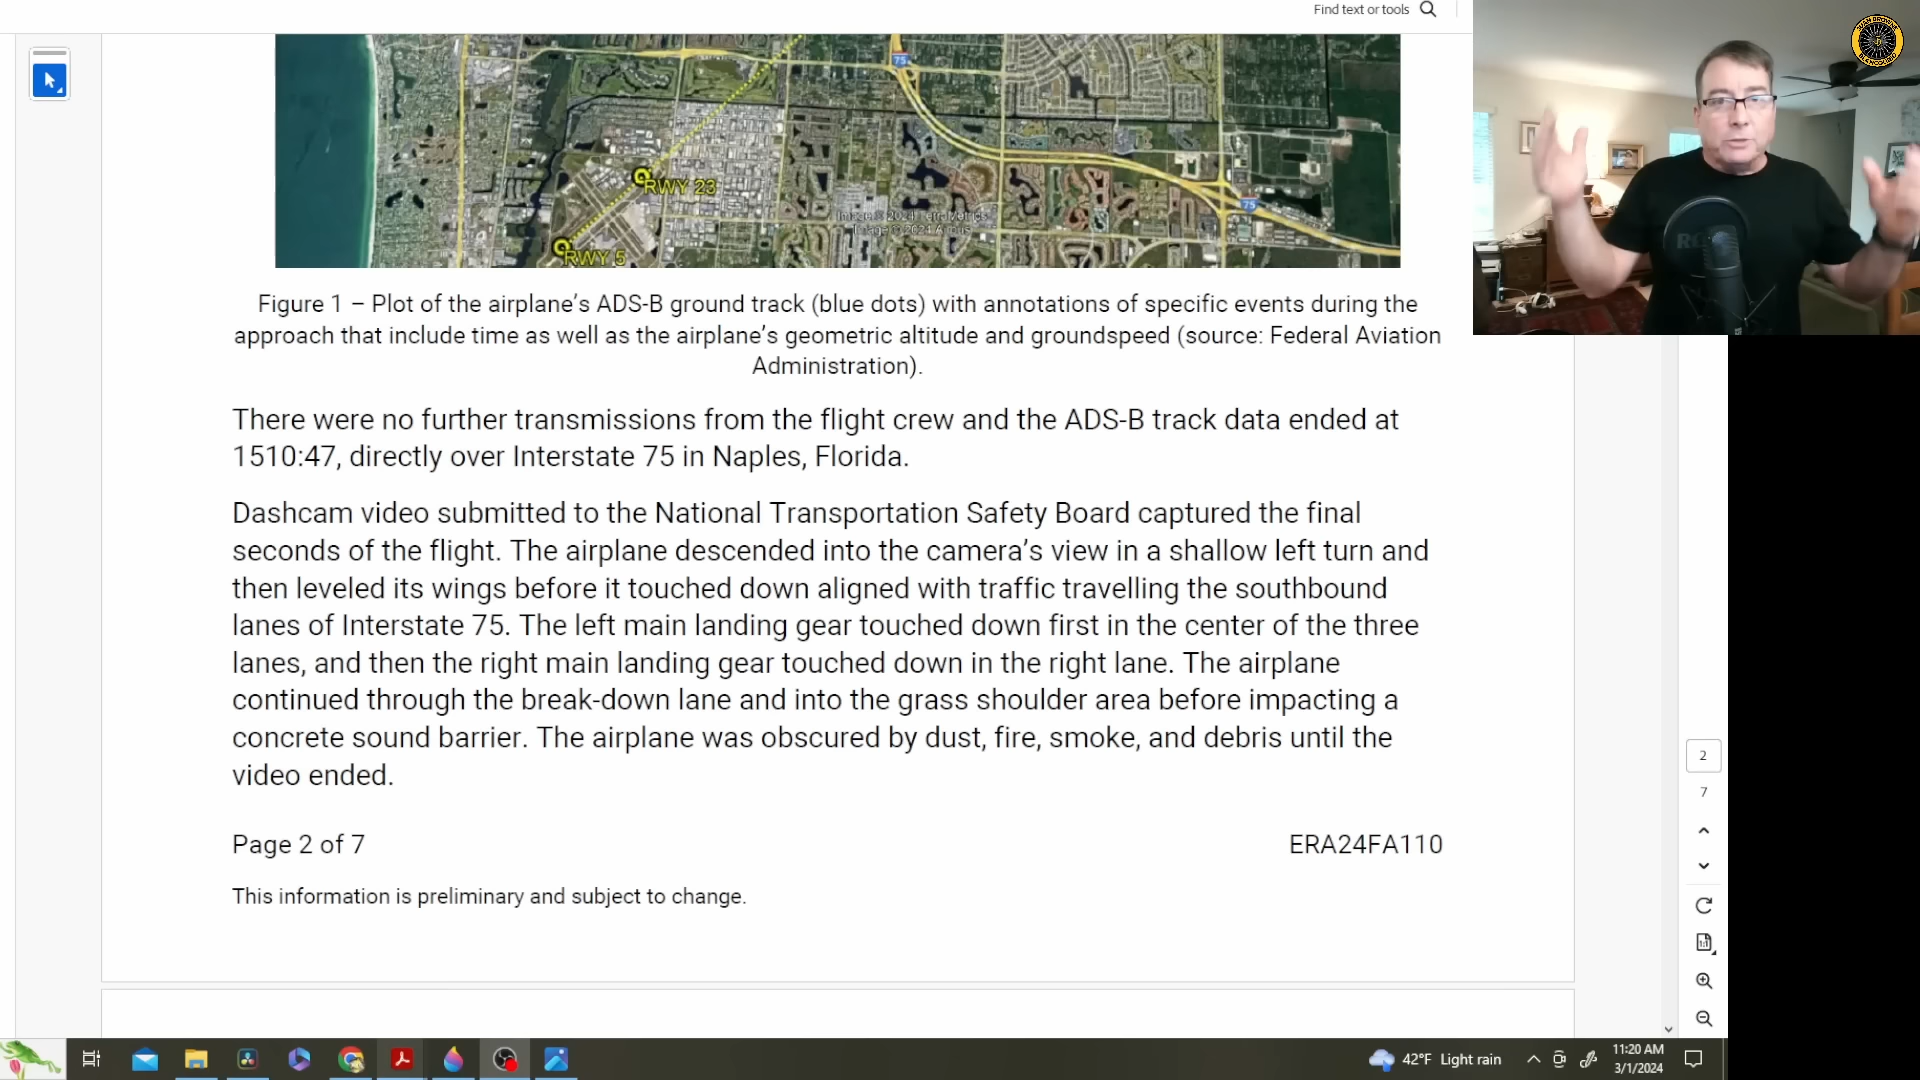 Find text or tools
75
RWY 23
75
Image © 2024 TerraMetrics
Image © 2024 Airbus
RWY 5
Figure 1 – Plot of the airplane’s ADS-B ground track (blue dots) with annotations of specific events during the
approach that include time as well as the airplane’s geometric altitude and groundspeed (source: Federal Aviation
Administration).
There were no further transmissions from the flight crew and the ADS-B track data ended at
1510:47, directly over Interstate 75 in Naples, Florida.
Dashcam video submitted to the National Transportation Safety Board captured the final
seconds of the flight. The airplane descended into the camera’s view in a shallow left turn and
then leveled its wings before it touched down aligned with traffic travelling the southbound
lanes of Interstate 75. The left main landing gear touched down first in the center of the three
lanes, and then the right main landing gear touched down in the right lane. The airplane
continued through the break-down lane and into the grass shoulder area before impacting a
concrete sound barrier. The airplane was obscured by dust, fire, smoke, and debris until the
video ended.
Page 2 of 7
ERA24FA110
This information is preliminary and subject to change.
2
7
42°F Light rain
11:20 AM
3/1/2024